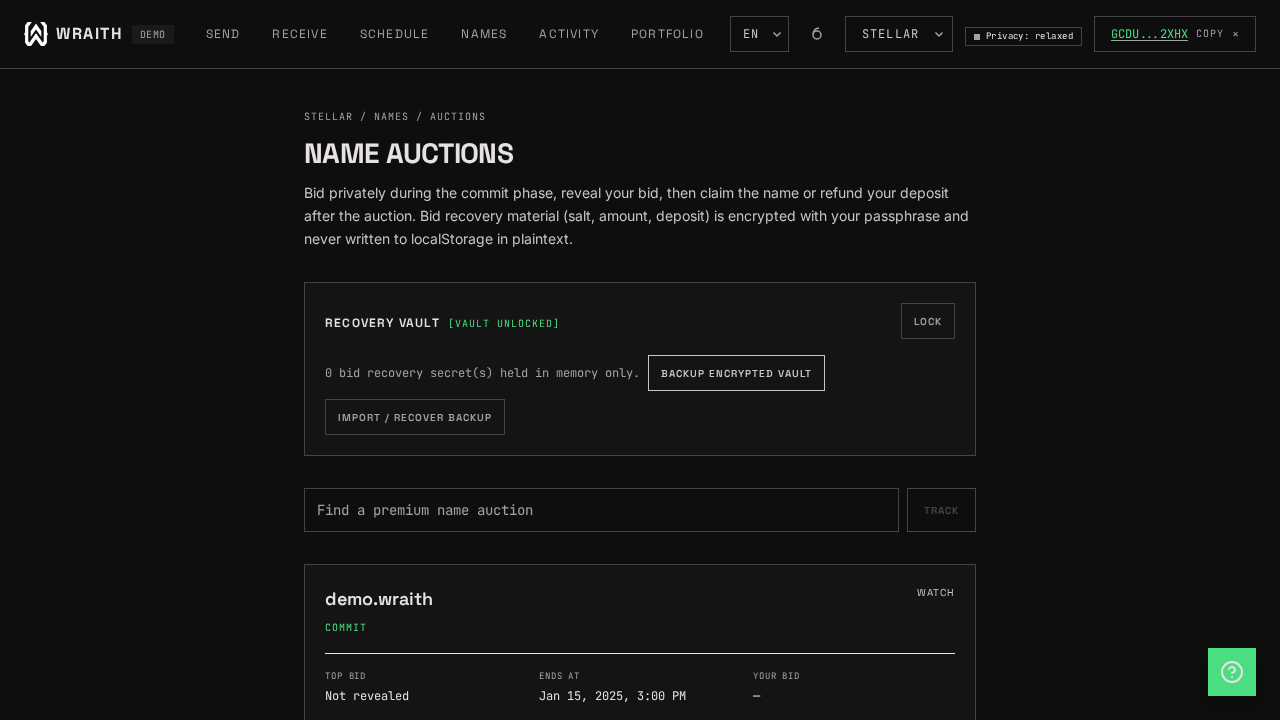 WRAITH DEMO SEND RECEIVE SCHEDULE NAMES ACTIVITY PORTFOLIO EN STELLAR Privacy: relaxed GCDU...2XHX COPY ×
STELLAR / NAMES / AUCTIONS
NAME AUCTIONS
Bid privately during the commit phase, reveal your bid, then claim the name or refund your deposit
after the auction. Bid recovery material (salt, amount, deposit) is encrypted with your passphrase and
never written to localStorage in plaintext.
RECOVERY VAULT [VAULT UNLOCKED] LOCK
0 bid recovery secret(s) held in memory only. BACKUP ENCRYPTED VAULT
IMPORT / RECOVER BACKUP
Find a premium name auction TRACK
demo.wraith WATCH
COMMIT
TOP BID ENDS AT YOUR BID
Not revealed Jan 15, 2025, 3:00 PM —